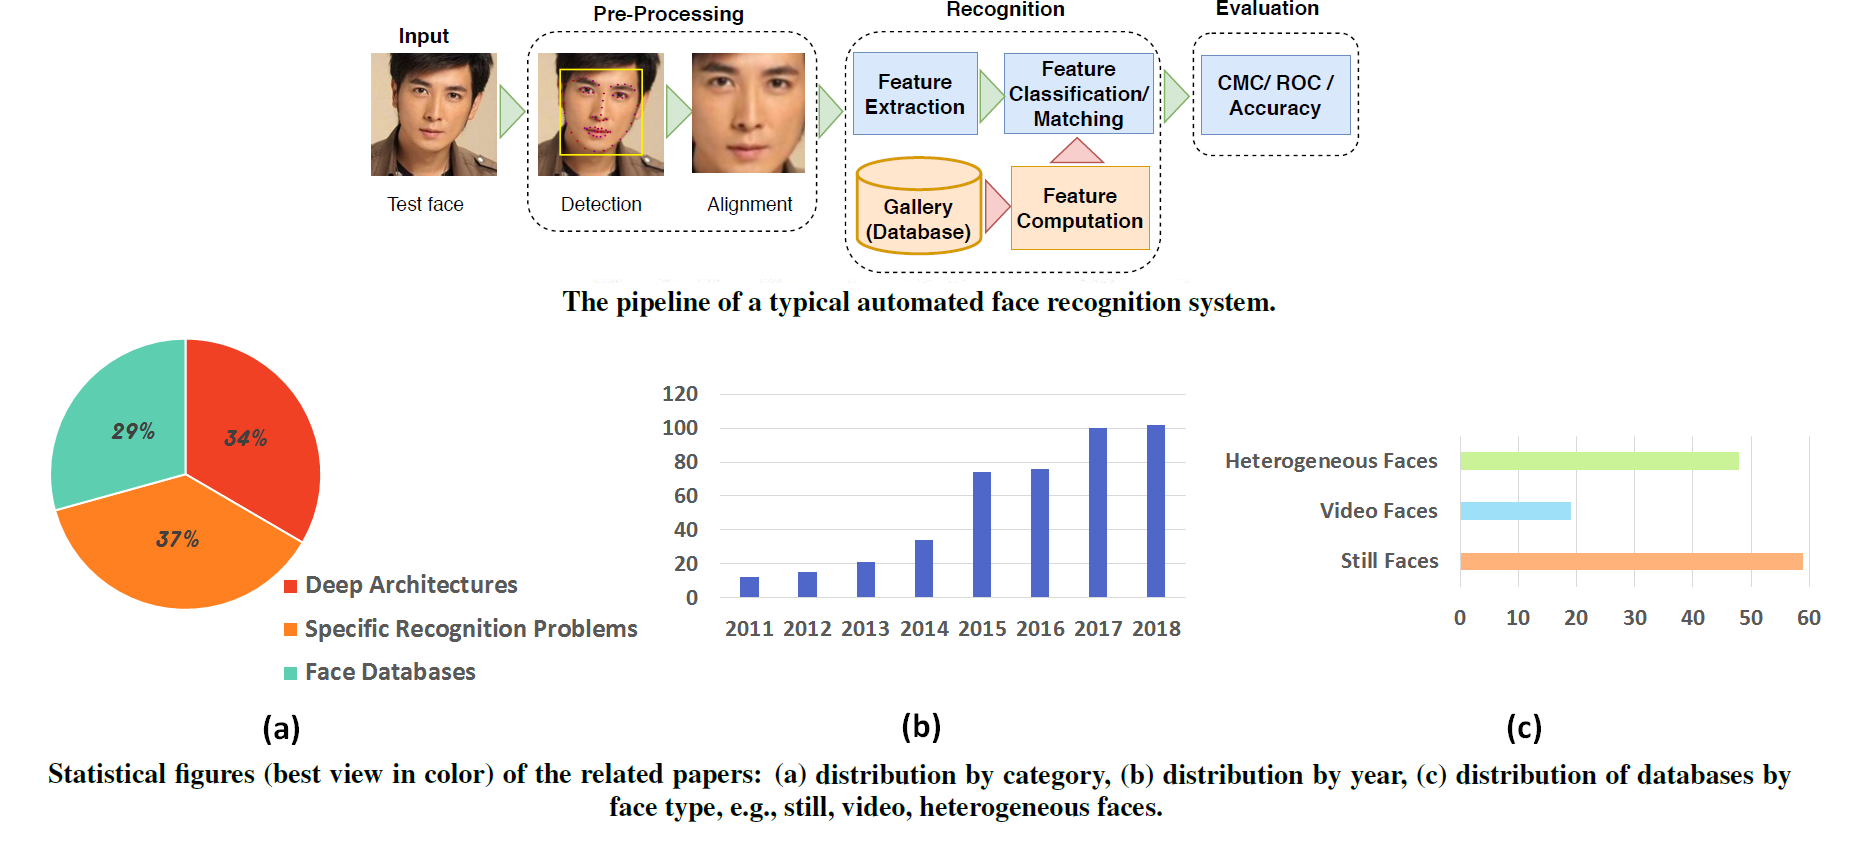 Input
Pre-Processing
Recognition
Evaluation
Feature
Extraction
Feature
Classification/
Matching
CMC/ ROC /
Accuracy
Gallery
(Database)
Feature
Computation
Test face
Detection
Alignment
The pipeline of a typical automated face recognition system.
29%
34%
37%
Deep Architectures
Specific Recognition Problems
Face Databases
(a)
120
100
80
60
40
20
0
2011 2012 2013 2014 2015 2016 2017 2018
(b)
Heterogeneous Faces
Video Faces
Still Faces
0 10 20 30 40 50 60
(c)
Statistical figures (best view in color) of the related papers: (a) distribution by category, (b) distribution by year, (c) distribution of databases by
face type, e.g., still, video, heterogeneous faces.